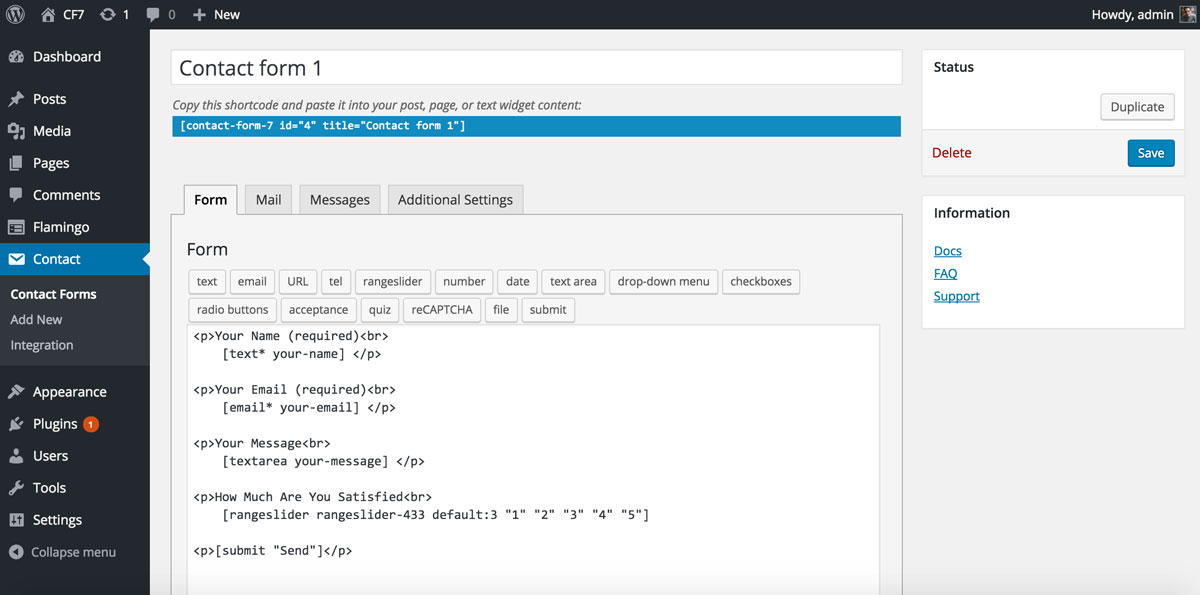 CF7 1 0 New Howdy, admin
Dashboard
Posts
Media
Pages
Comments
Flamingo
Contact
Contact Forms
Add New
Integration
Appearance
Plugins 1
Users
Tools
Settings
Collapse menu
Contact form 1
Copy this shortcode and paste it into your post, page, or text widget content:
[contact-form-7 id="4" title="Contact form 1"]
Form Mail Messages Additional Settings
Form
text email URL tel rangeslider number date text area drop-down menu checkboxes
radio buttons acceptance quiz reCAPTCHA file submit
<p>Your Name (required)<br>
[text* your-name] </p>
<p>Your Email (required)<br>
[email* your-email] </p>
<p>Your Message<br>
[textarea your-message] </p>
<p>How Much Are You Satisfied<br>
[rangeslider rangeslider-433 default:3 "1" "2" "3" "4" "5"]
<p>[submit "Send"]</p>
Status
Duplicate
Delete Save
Information
Docs
FAQ
Support